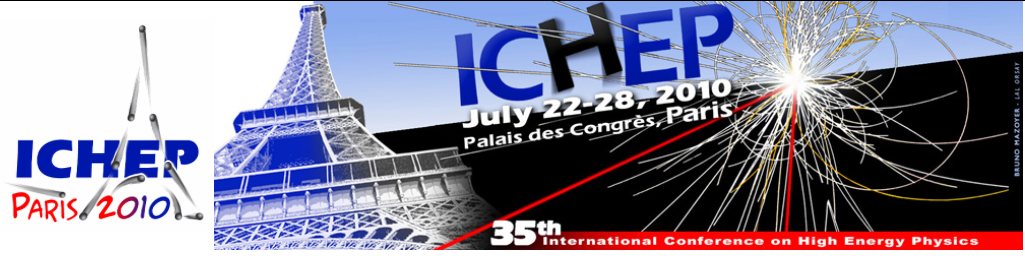 ICHEP
PARIS 2010
ICHEP
July 22-28, 2010
Palais des Congrès, Paris
35th International Conference on High Energy Physics
BRUNO MAZOYER - LAL ORSAY